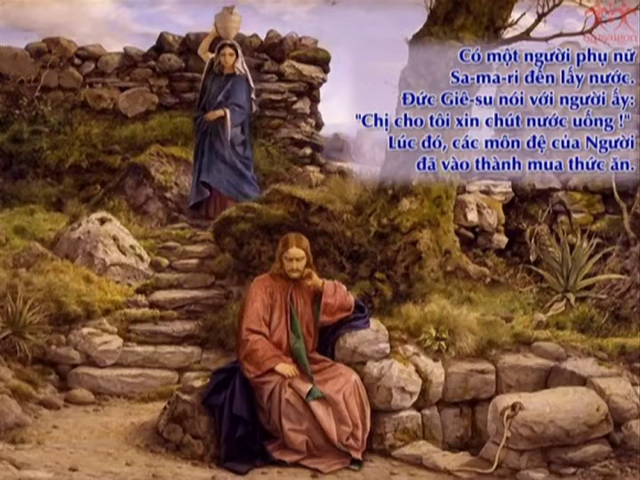 Có một người phụ nữ
Sa-ma-ri đến lấy nước.
Đức Giê-su nói với người ấy:
"Chị cho tôi xin chút nước uống !"
Lúc đó, các môn đệ của Người
đã vào thành mua thức ăn.